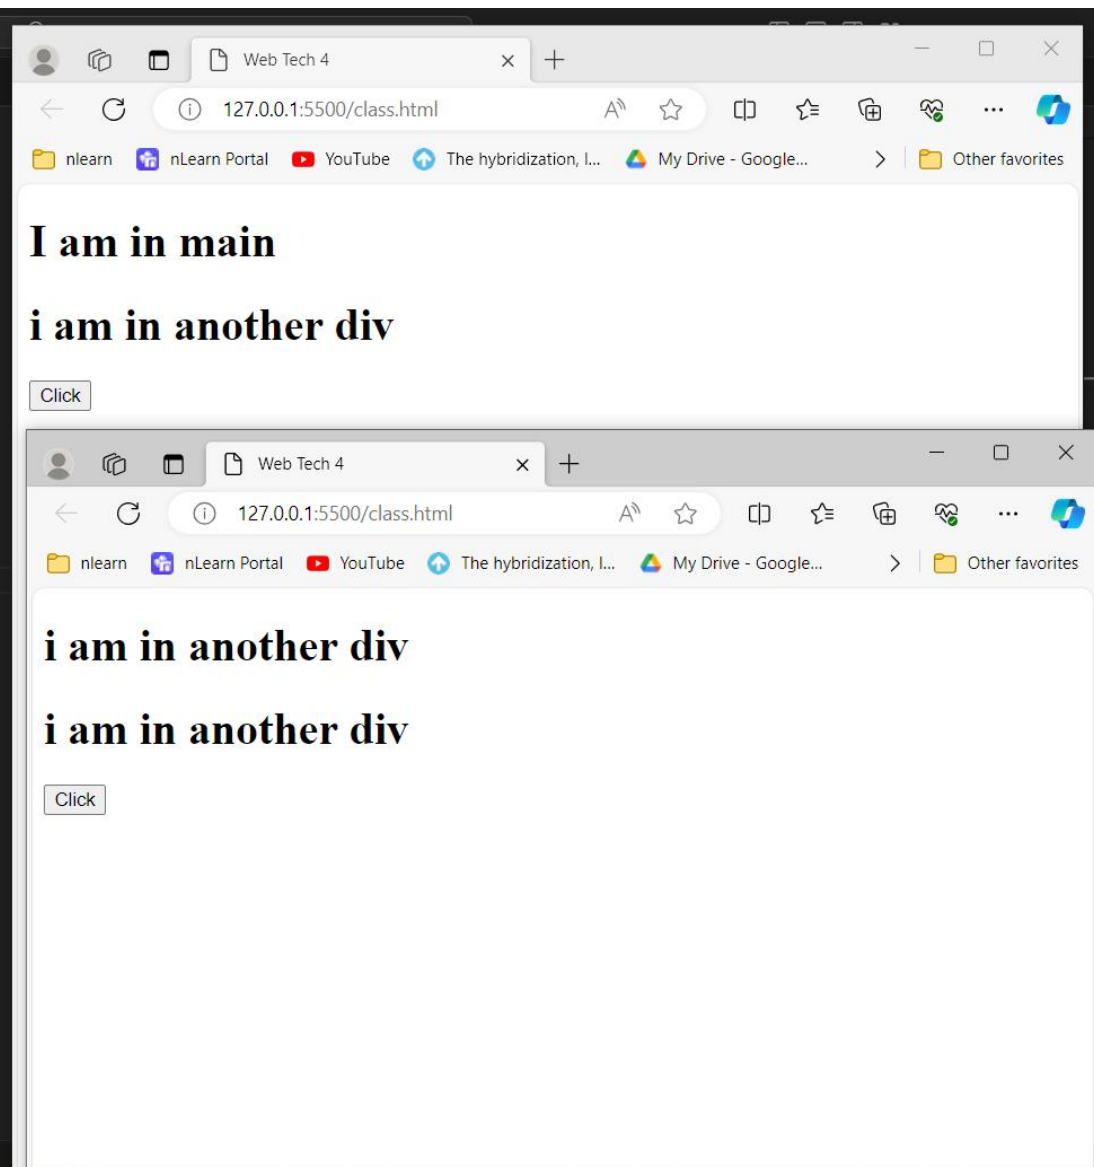 Web Tech 4
127.0.0.1:5500/class.html
nlearn nLearn Portal YouTube The hybridization, I... My Drive - Google... Other favorites
I am in main
i am in another div
Click
Web Tech 4
127.0.0.1:5500/class.html
nlearn nLearn Portal YouTube The hybridization, I... My Drive - Google... Other favorites
i am in another div
i am in another div
Click